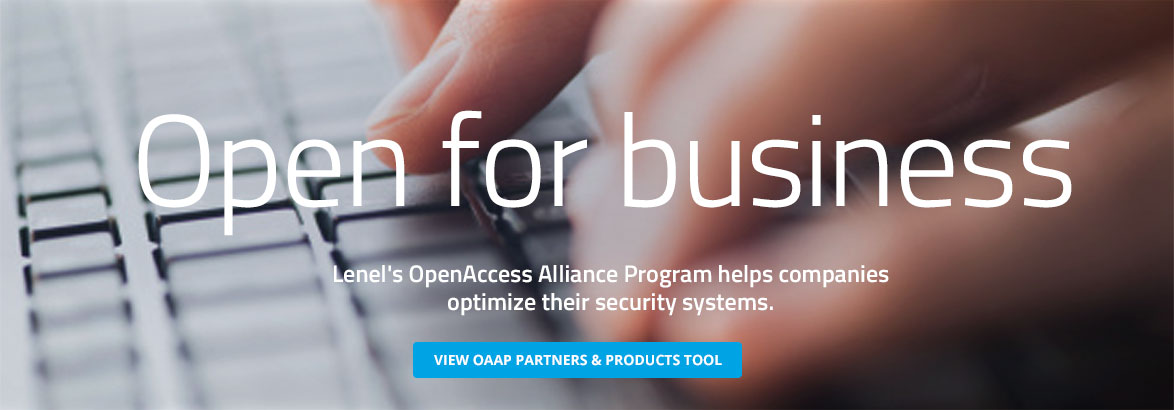 Open for business
Lenel's OpenAccess Alliance Program helps companies
optimize their security systems.
VIEW OAAP PARTNERS & PRODUCTS TOOL